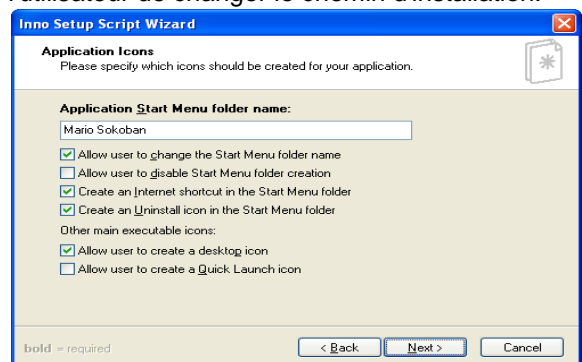 l'utilisateur de changer le chemin d'installation.
Inno Setup Script Wizard
Application Icons
Please specify which icons should be created for your application.
Application Start Menu folder name:
Mario Sokoban
Allow user to change the Start Menu folder name
Allow user to disable Start Menu folder creation
Create an Internet shortcut in the Start Menu folder
Create an Uninstall icon in the Start Menu folder
Other main executable icons:
Allow user to create a desktop icon
Allow user to create a Quick Launch icon
bold = required
< Back Next > Cancel